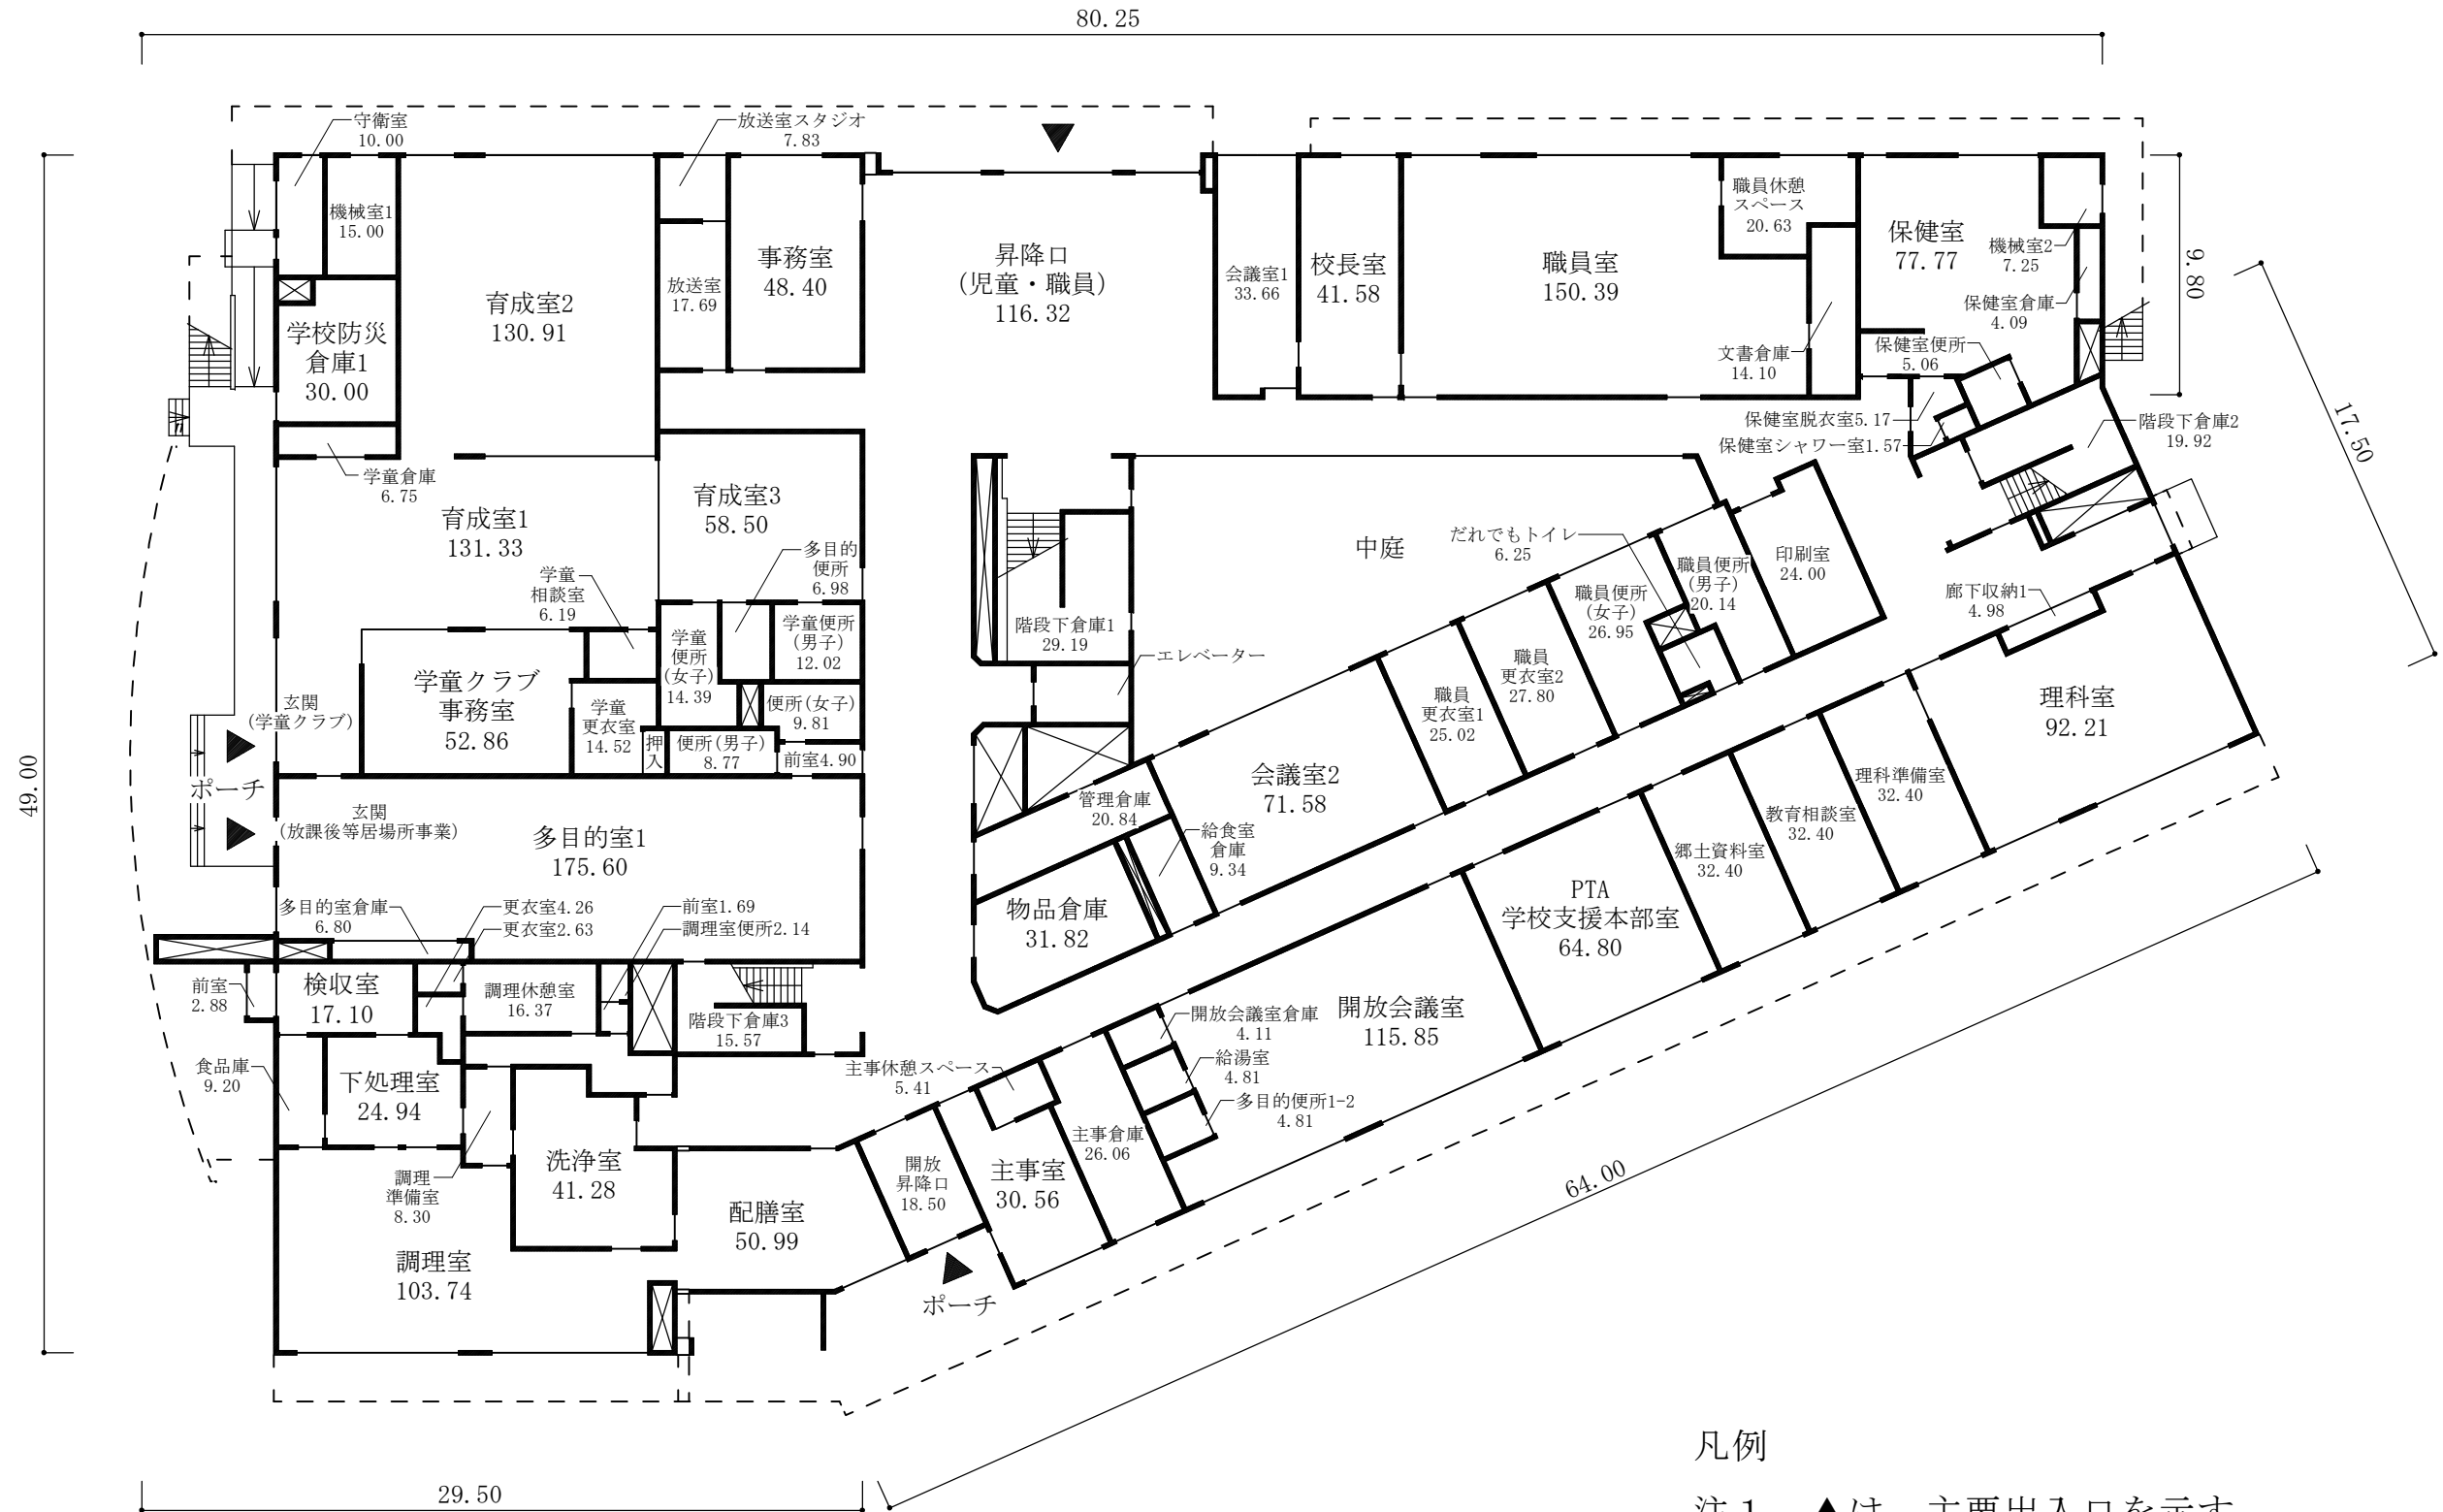 80.25
守衛室
10.00
放送室スタジオ
7.83
機械室1
15.00
育成室2
130.91
放送室
17.69
事務室
48.40
昇降口
(児童・職員)
116.32
会議室1
33.66
校長室
41.58
職員室
150.39
職員休憩
スペース
20.63
保健室
77.77
機械室2
7.25
保健室倉庫
4.09
9.80
学校防災
倉庫1
30.00
文書倉庫
14.10
保健室便所
5.06
保健室脱衣室5.17
保健室シャワー室1.57
階段下倉庫2
19.92
17.50
学童倉庫
6.75
育成室1
131.33
育成室3
58.50
多目的
便所
6.98
学童
相談室
6.19
中庭
だれでもトイレ
6.25
職員便所
(男子)
20.14
印刷室
24.00
職員便所
(女子)
26.95
廊下収納1
4.98
階段下倉庫1
29.19
エレベーター
学童
便所
(女子)
14.39
学童便所
(男子)
12.02
学童クラブ
事務室
52.86
学童
更衣室
14.52
押
入
便所(男子)
8.77
便所(女子)
9.81
前室4.90
玄関
(学童クラブ)
ポーチ
玄関
(放課後等居場所事業)
49.00
職員
更衣室2
27.80
職員
更衣室1
25.02
会議室2
71.58
理科室
92.21
理科準備室
32.40
教育相談室
32.40
郷土資料室
32.40
管理倉庫
20.84
給食室
倉庫
9.34
多目的室1
175.60
物品倉庫
31.82
PTA
学校支援本部室
64.80
多目的室倉庫
6.80
更衣室4.26
更衣室2.63
前室1.69
調理室便所2.14
前室
2.88
検収室
17.10
調理休憩室
16.37
階段下倉庫3
15.57
開放会議室倉庫
4.11
開放会議室
115.85
給湯室
4.81
多目的便所1-2
4.81
主事休憩スペース
5.41
食品庫
9.20
下処理室
24.94
主事倉庫
26.06
調理
準備室
8.30
洗浄室
41.28
開放
昇降口
18.50
主事室
30.56
64.00
配膳室
50.99
調理室
103.74
ポーチ
29.50
凡例
注1 ▲は、主要出入口を示す